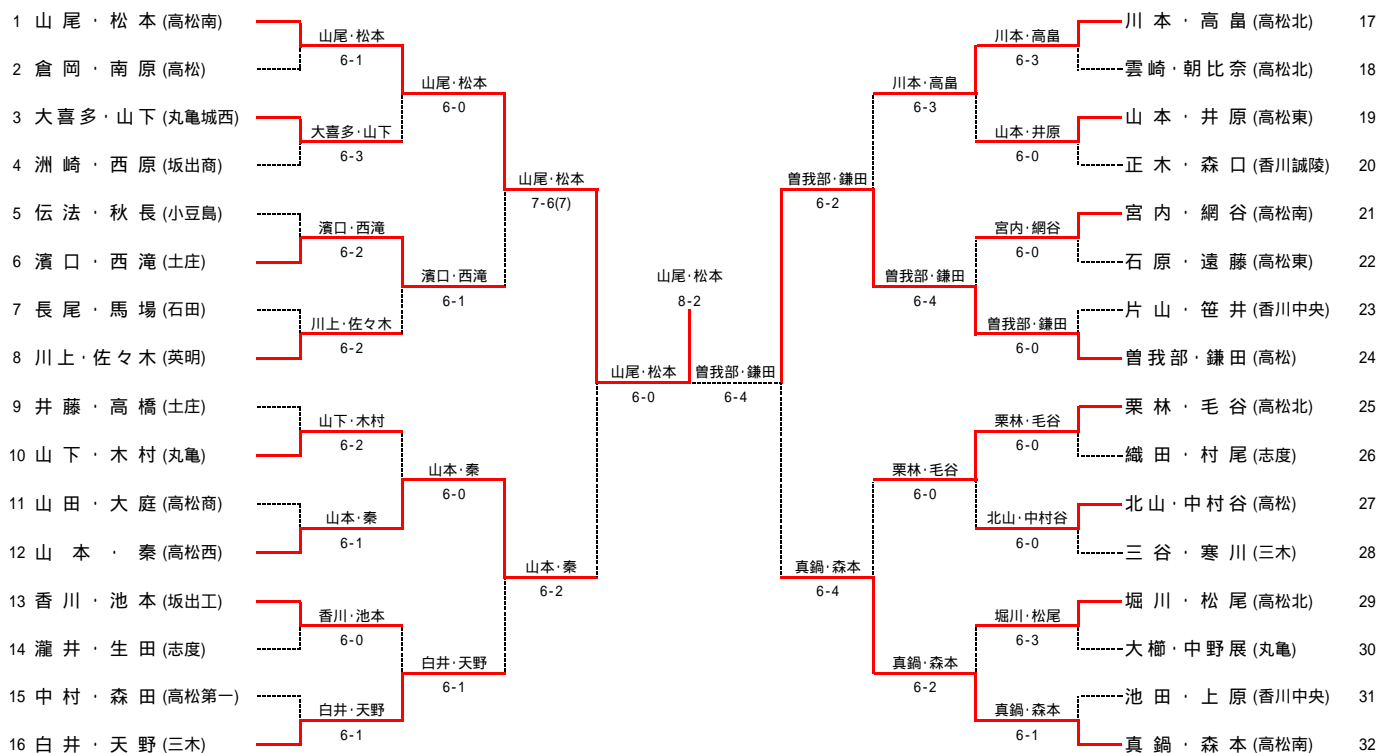 1 山尾・松本 (高松南)
2 倉岡・南原 (高松)
3 大喜多・山下 (丸亀城西)
4 洲崎・西原 (坂出商)
5 伝法・秋長 (小豆島)
6 濱口・西滝 (土庄)
7 長尾・馬場 (石田)
8 川上・佐々木 (英明)
9 井藤・高橋 (土庄)
10 山下・木村 (丸亀)
11 山田・大庭 (高松商)
12 山本・秦 (高松西)
13 香川・池本 (坂出工)
14 瀧井・生田 (志度)
15 中村・森田 (高松第一)
16 白井・天野 (三木)
山尾・松本
6-1
大喜多・山下
6-3
濱口・西滝
6-2
川上・佐々木
6-2
山下・木村
6-2
山本・秦
6-1
香川・池本
6-0
白井・天野
6-1
山尾・松本
6-0
濱口・西滝
6-1
山本・秦
6-0
白井・天野
6-1
山尾・松本
7-6(7)
山本・秦
6-2
山尾・松本
6-0
山尾・松本
8-2
曽我部・鎌田
6-4
曽我部・鎌田
6-2
真鍋・森本
6-4
川本・高畠
6-3
曽我部・鎌田
6-4
栗林・毛谷
6-0
真鍋・森本
6-2
川本・高畠
6-3
山本・井原
6-0
宮内・網谷
6-0
曽我部・鎌田
6-0
栗林・毛谷
6-0
北山・中村谷
6-0
堀川・松尾
6-3
真鍋・森本
6-1
川本・高畠 (高松北) 17
雲崎・朝比奈 (高松北) 18
山本・井原 (高松東) 19
正木・森口 (香川誠陵) 20
宮内・網谷 (高松南) 21
石原・遠藤 (高松東) 22
片山・笹井 (香川中央) 23
曽我部・鎌田 (高松) 24
栗林・毛谷 (高松北) 25
織田・村尾 (志度) 26
北山・中村谷 (高松) 27
三谷・寒川 (三木) 28
堀川・松尾 (高松北) 29
大櫛・中野展 (丸亀) 30
池田・上原 (香川中央) 31
真鍋・森本 (高松南) 32